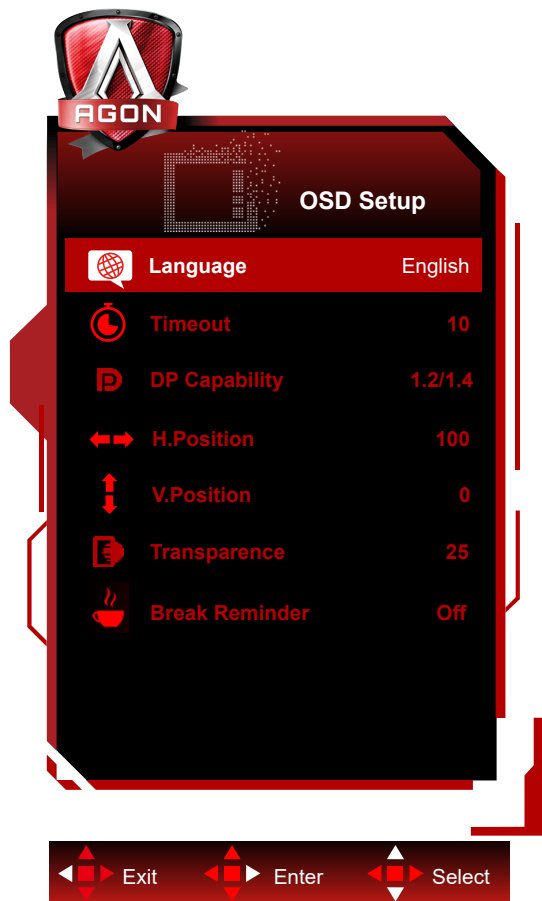 AGON
OSD Setup
Language English
Timeout 10
DP Capability 1.2/1.4
H.Position 100
V.Position 0
Transparence 25
Break Reminder Off
Exit Enter Select